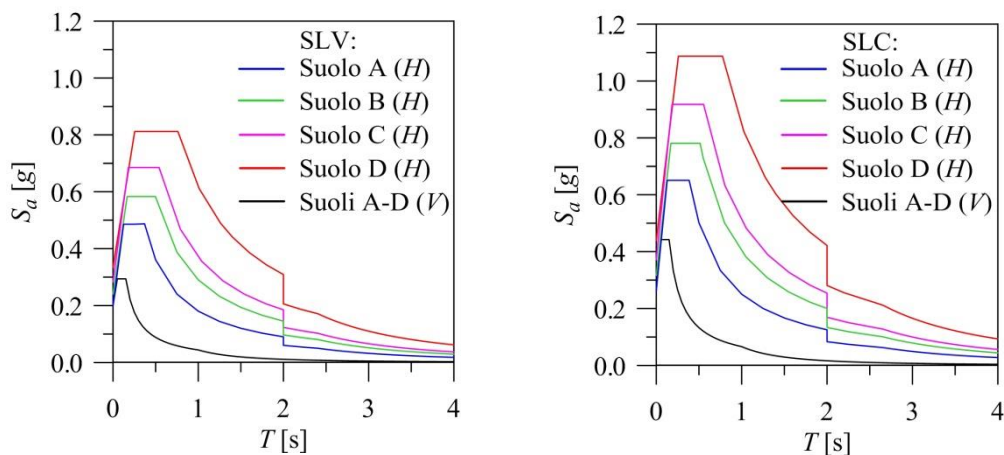 1.2
SLV:
1.0
Suolo A (H)
Suolo B (H)
0.8
Suolo C (H)
Suolo D (H)
0.6
Suoli A-D (V)
0.4
0.2
0.0
Sa [g]
0 1 2 3 4
T [s]
1.2
SLC:
1.0
Suolo A (H)
Suolo B (H)
0.8
Suolo C (H)
Suolo D (H)
0.6
Suoli A-D (V)
0.4
0.2
0.0
Sa [g]
0 1 2 3 4
T [s]